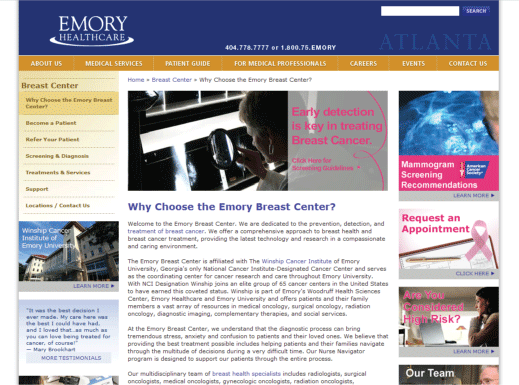 EMORY
HEALTHCARE
SEARCH
404.778.7777 or 1.800.75.EMORY
ATLANTA
ABOUT US
MEDICAL SERVICES
PATIENT GUIDE
FOR MEDICAL PROFESSIONALS
CAREERS
EVENTS
CONTACT US
Breast Center
Why Choose the Emory Breast
Center?
Become a Patient
Refer Your Patient
Screening & Diagnosis
Treatments & Services
Support
Locations / Contact Us
Winship Cancer
Institute of
Emory University
LEARN MORE
"It was the best decision I
ever made. My care here was
the best I could have had,
and I loved that, as much as
you can love being treated
for cancer, of course!"
— Mary Brookhart
MORE TESTIMONIALS
Home » Breast Center » Why Choose the Emory Breast Center?
Early detection
is key in treating
Breast Cancer.
Click Here for
Screening Guidelines
Why Choose the Emory Breast Center?
Welcome to the Emory Breast Center. We are dedicated to the prevention, detection, and
treatment of breast cancer. We offer a comprehensive approach to breast health and
breast cancer treatment, providing the latest technology and research in a compassionate
and caring environment.
The Emory Breast Center is affiliated with The Winship Cancer Institute of Emory
University, Georgia's only National Cancer Institute-Designated Cancer Center and serves
as the coordinating center for cancer research and care throughout Emory University.
With NCI Designation Winship joins an elite group of 65 cancer centers in the United States
to have earned this coveted status. Winship is part of Emory's Woodruff Health Sciences
Center, Emory Healthcare and Emory University and offers patients and their family
members a vast array of resources in medical oncology, surgical oncology, radiation
oncology, diagnostic imaging, complementary therapies, and social services.
At the Emory Breast Center, we understand that the diagnostic process can bring
tremendous stress, anxiety and confusion to patients and their loved ones. We believe that
providing the best treatment possible includes helping patients and their families navigate
through the multitude of decisions during a very difficult time. Our Nurse Navigator
program is designed to support our patients through the entire process.
Our multidisciplinary team of breast health specialists includes radiologists, surgical
oncologists, medical oncologists, gynecologic oncologists, radiation oncologists,
Mammogram
Screening
Recommendations
American
Cancer
Society
LEARN MORE
Request an
Appointment
CLICK HERE
Are You
Considered
High Risk?
LEARN MORE
Our Team